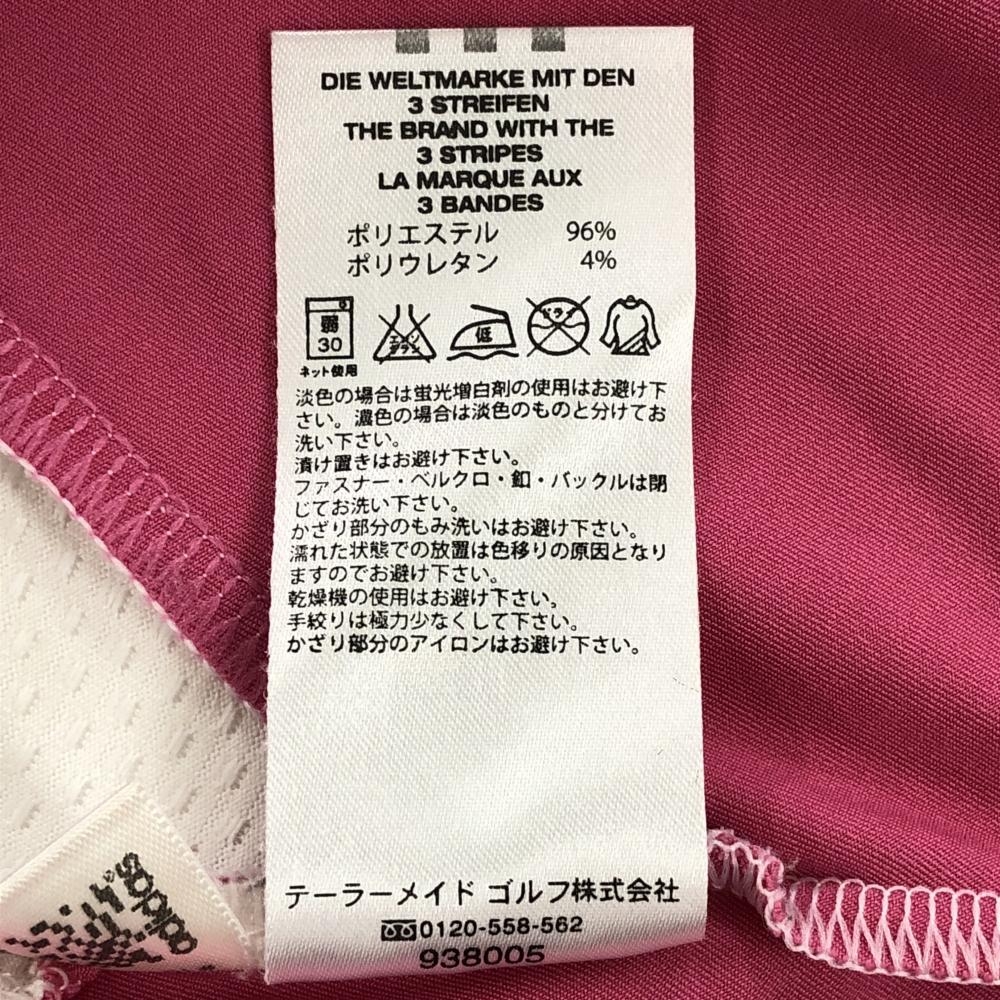 DIE WELTMARKE MIT DEN
3 STREIFEN
THE BRAND WITH THE
3 STRIPES
LA MARQUE AUX
3 BANDES
ポリエステル 96%
ポリウレタン 4%
弱
30
ネット使用
エンソ
サラシ
低
ドライ
淡色の場合は蛍光増白剤の使用はお避け下
さい。濃色の場合は淡色のものと分けてお
洗い下さい。
漬け置きはお避け下さい。
ファスナー・ベルクロ・釦・バックルは閉
じてお洗い下さい。
かざり部分のもみ洗いはお避け下さい。
濡れた状態での放置は色移りの原因となり
ますのでお避け下さい。
乾燥機の使用はお避け下さい。
手絞りは極力少なくして下さい。
かざり部分のアイロンはお避け下さい。
テーラーメイド ゴルフ株式会社
0120-558-562
938005
adidas